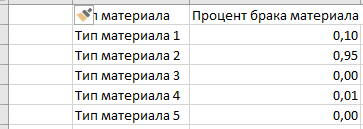 материала Процент брака материала
Тип материала 1 0,10
Тип материала 2 0,95
Тип материала 3 0,00
Тип материала 4 0,01
Тип материала 5 0,00